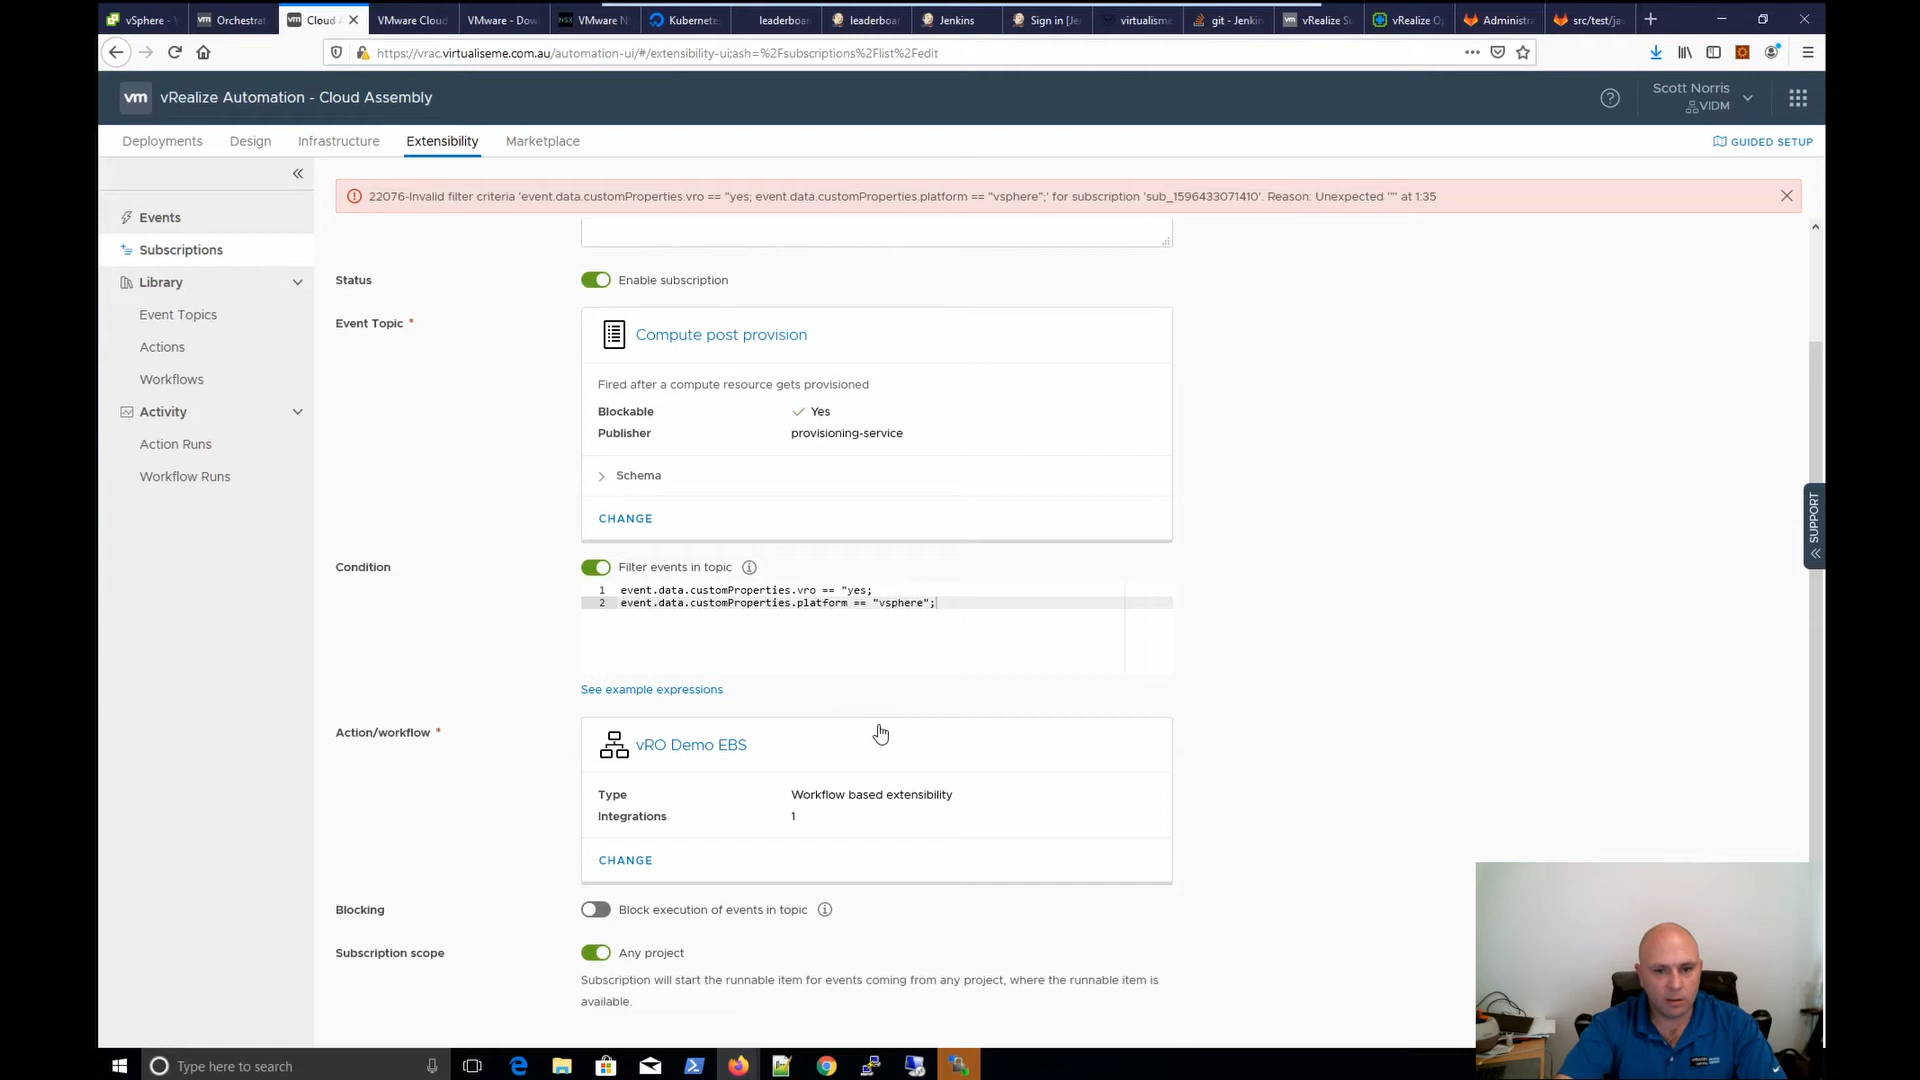 vSphere -
Orchestrat
Cloud A
VMware Cloud
VMware - Dow
VMware N
Kubernete
leaderboar
leaderboar
Jenkins
Sign in [Je
virtualisme
git - Jenkin
vRealize Su
vRealize Op
Administra
src/test/ja
https://vrac.virtualiseme.com.au/automation-ui/#/extensibility-ui;ash=%2Fsubscriptions%2Flist%2Fedit
vm
vRealize Automation - Cloud Assembly
Scott Norris
VIDM
Deployments
Design
Infrastructure
Extensibility
Marketplace
GUIDED SETUP
22076-Invalid filter criteria 'event.data.customProperties.vro == "yes; event.data.customProperties.platform == "vsphere";' for subscription 'sub_1596433071410'. Reason: Unexpected '"' at 1:35
Events
Subscriptions
Library
Event Topics
Actions
Workflows
Activity
Action Runs
Workflow Runs
Status
Enable subscription
Event Topic *
Compute post provision
Fired after a compute resource gets provisioned
Blockable Yes
Publisher provisioning-service
Schema
CHANGE
Condition
Filter events in topic
1 event.data.customProperties.vro == "yes;
2 event.data.customProperties.platform == "vsphere";
See example expressions
Action/workflow *
vRO Demo EBS
Type Workflow based extensibility
Integrations 1
CHANGE
Blocking
Block execution of events in topic
Subscription scope
Any project
Subscription will start the runnable item for events coming from any project, where the runnable item is
available.
SUPPORT
Type here to search